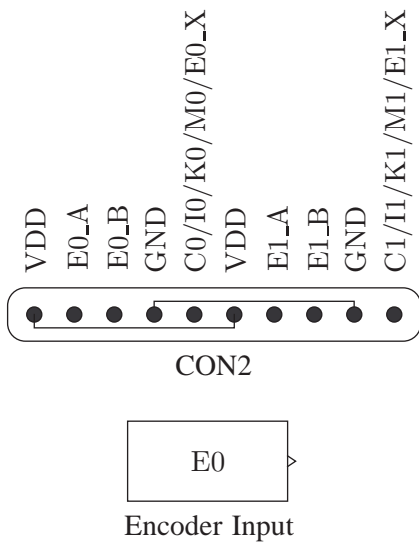 VDD
E0_A
E0_B
GND
C0/I0/K0/M0/E0_X
VDD
E1_A
E1_B
GND
C1/I1/K1/M1/E1_X
CON2
E0
Encoder Input